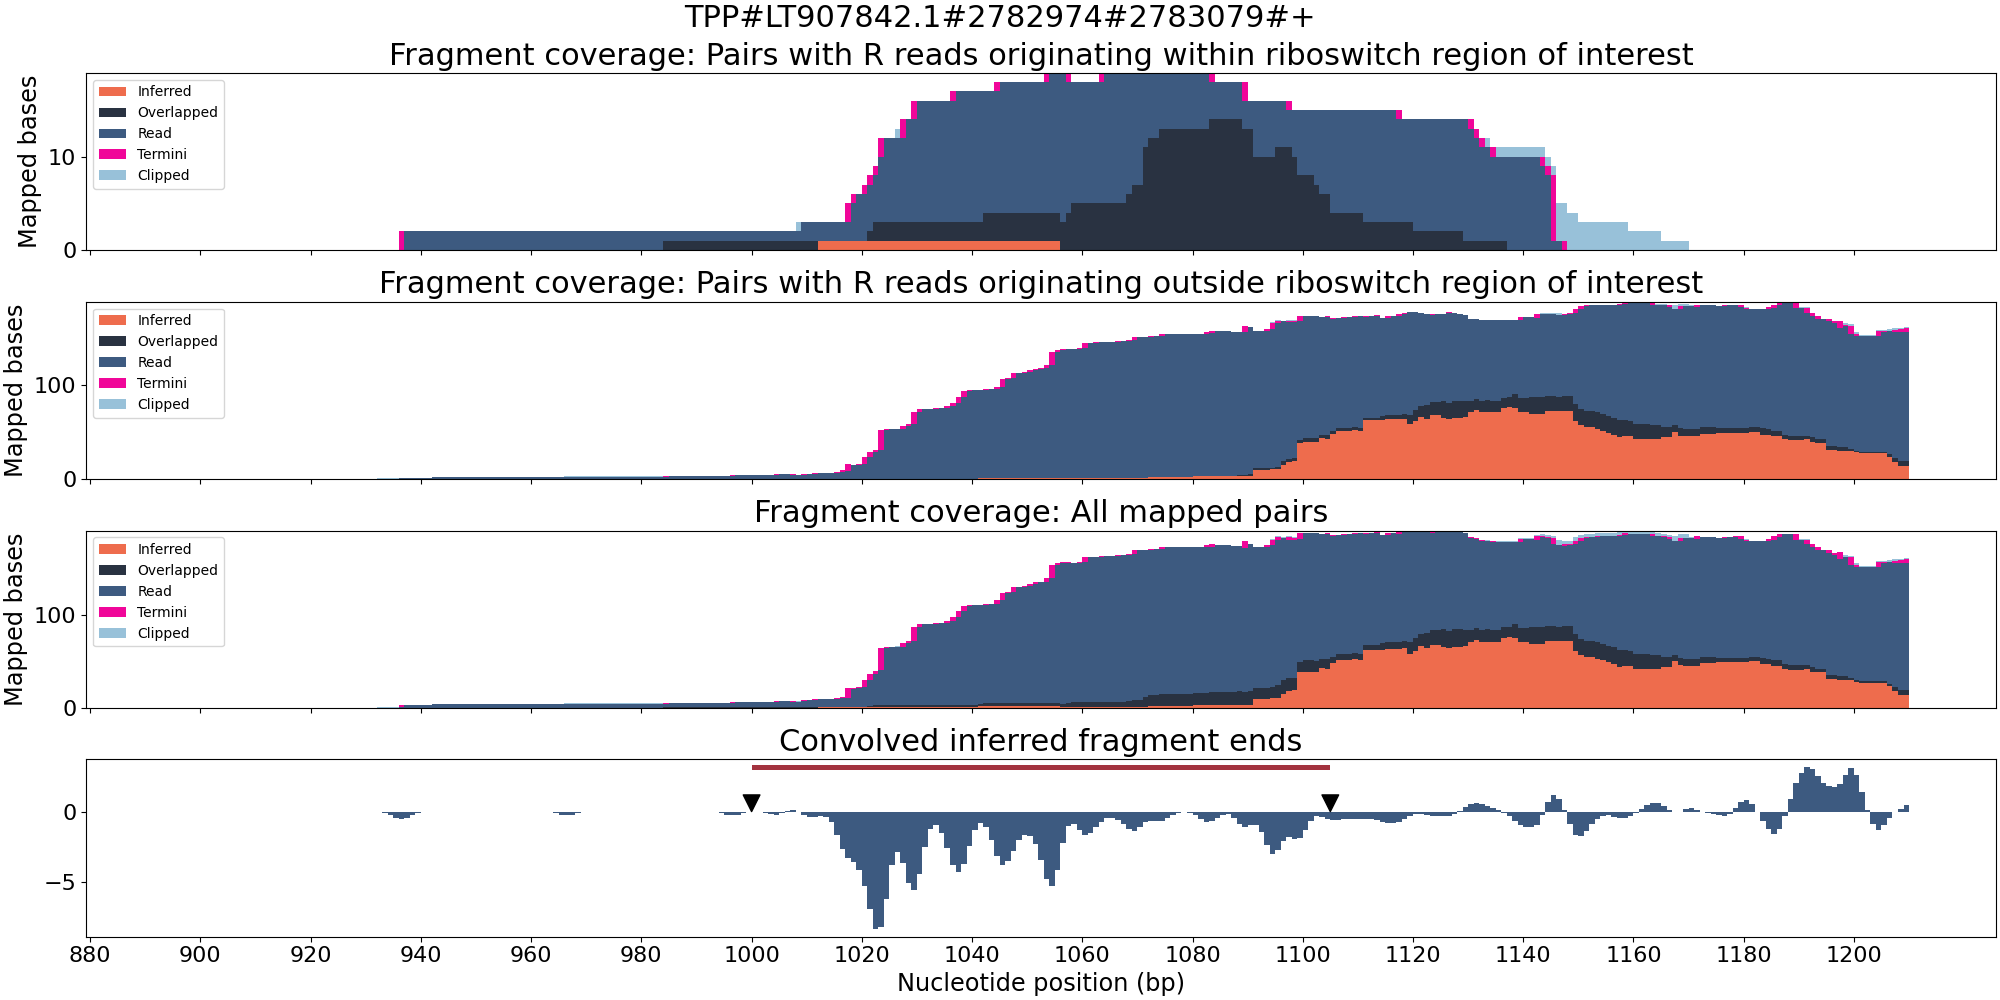 TPP#LT907842.1#2782974#2783079#+
Fragment coverage: Pairs with R reads originating within riboswitch region of interest
Mapped bases
10
0
Inferred
Overlapped
Read
Termini
Clipped
Fragment coverage: Pairs with R reads originating outside riboswitch region of interest
Mapped bases
100
0
Inferred
Overlapped
Read
Termini
Clipped
Fragment coverage: All mapped pairs
Mapped bases
100
0
Inferred
Overlapped
Read
Termini
Clipped
Convolved inferred fragment ends
0
−5
880 900 920 940 960 980 1000 1020 1040 1060 1080 1100 1120 1140 1160 1180 1200
Nucleotide position (bp)